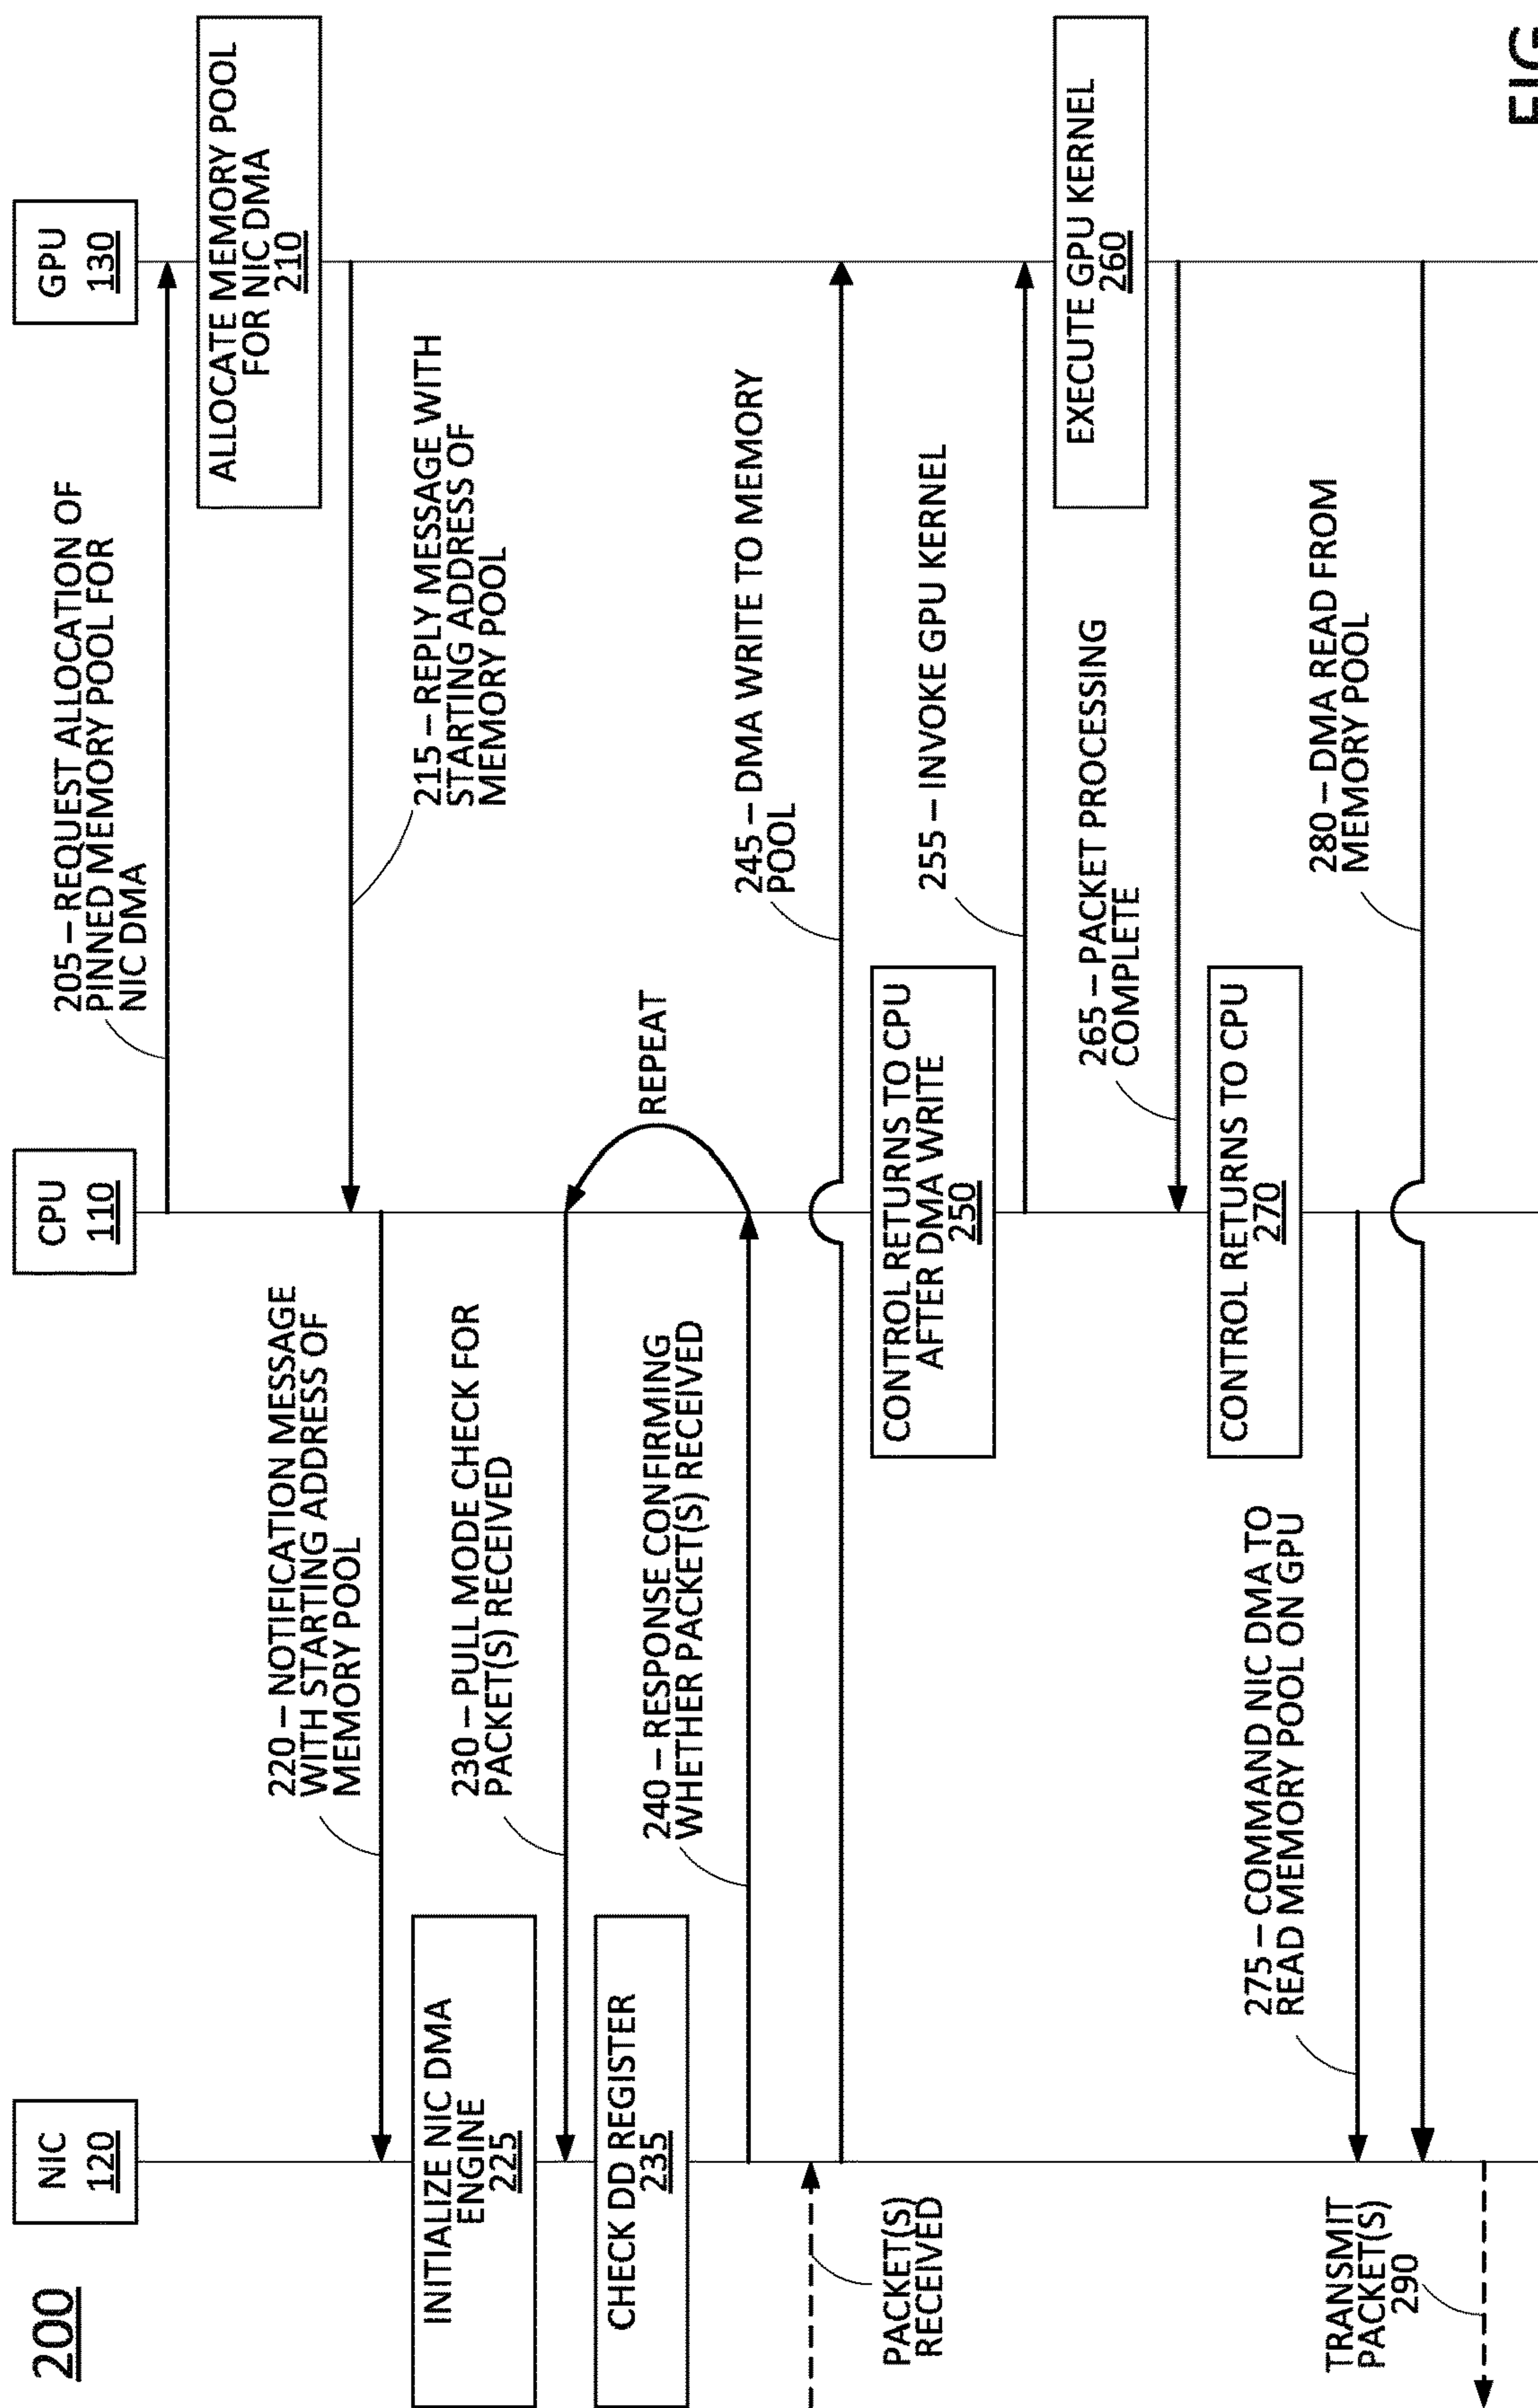 200
NIC
120
CPU
110
GPU
130
205 – REQUEST ALLOCATION OF
PINNED MEMORY POOL FOR
NIC DMA
ALLOCATE MEMORY POOL
FOR NIC DMA
210
215 – REPLY MESSAGE WITH
STARTING ADDRESS OF
MEMORY POOL
220 – NOTIFICATION MESSAGE
WITH STARTING ADDRESS OF
MEMORY POOL
INITIALIZE NIC DMA
ENGINE
225
230 – PULL MODE CHECK FOR
PACKET(S) RECEIVED
CHECK DD REGISTER
235
REPEAT
240 – RESPONSE CONFIRMING
WHETHER PACKET(S) RECEIVED
PACKET(S)
RECEIVED
245 – DMA WRITE TO MEMORY
POOL
CONTROL RETURNS TO CPU
AFTER DMA WRITE
250
255 – INVOKE GPU KERNEL
EXECUTE GPU KERNEL
260
265 – PACKET PROCESSING
COMPLETE
CONTROL RETURNS TO CPU
270
275 – COMMAND NIC DMA TO
READ MEMORY POOL ON GPU
280 – DMA READ FROM
MEMORY POOL
TRANSMIT
PACKET(S)
290
FIG